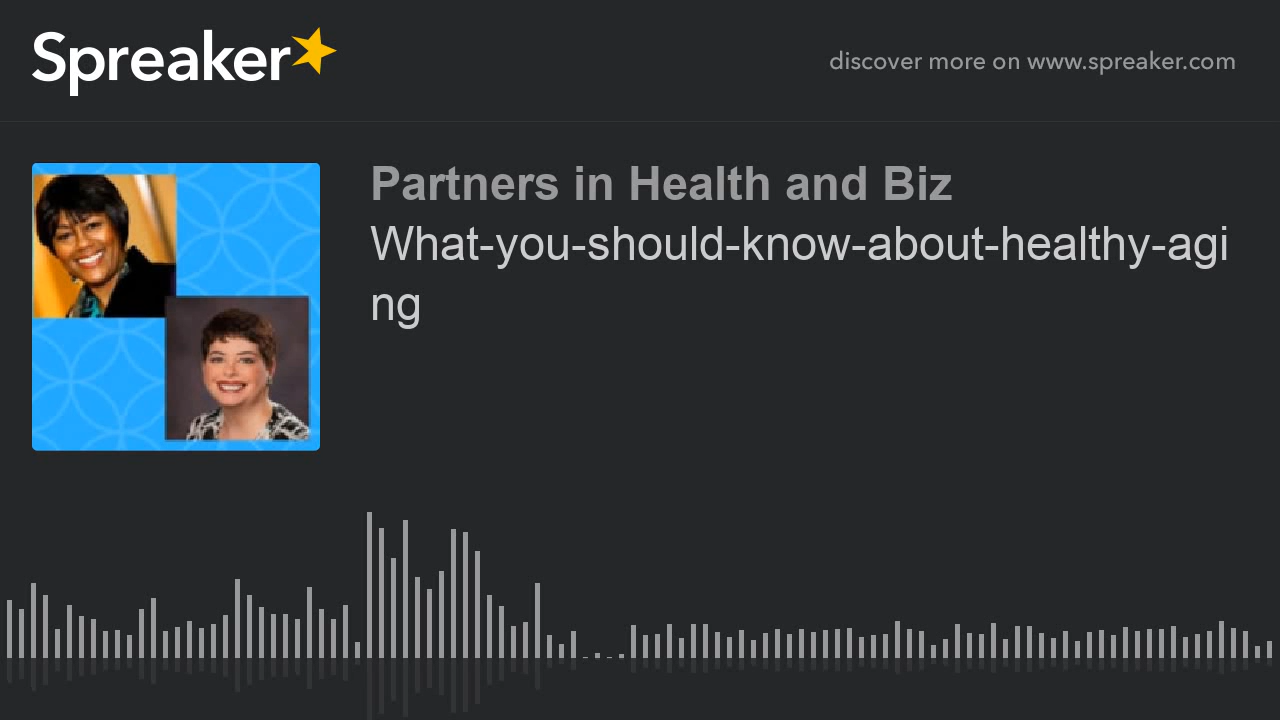 Spreaker
discover more on www.spreaker.com
Partners in Health and Biz
What-you-should-know-about-healthy-agi
ng